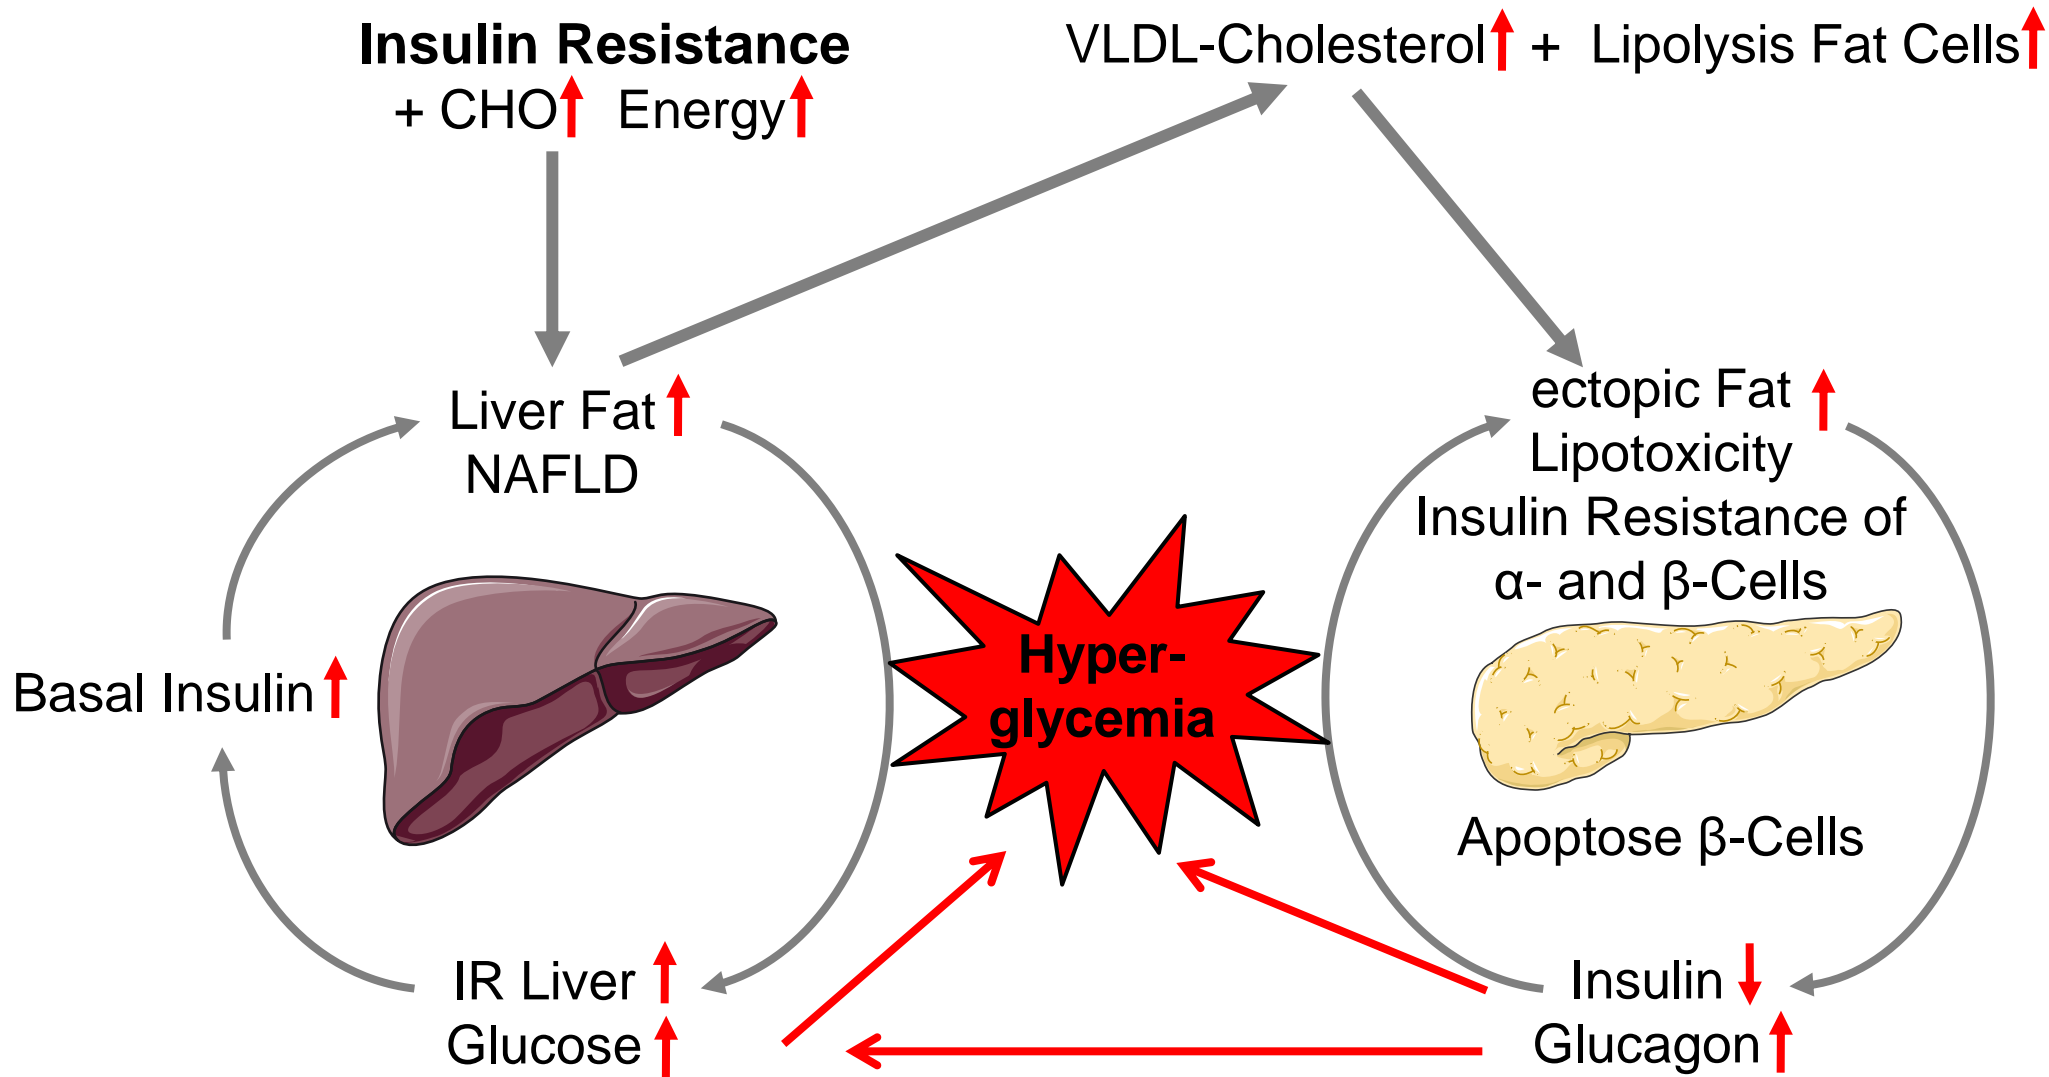 Insulin Resistance
+ CHO Energy
VLDL-Cholesterol + Lipolysis Fat Cells
Liver Fat
NAFLD
Basal Insulin
IR Liver
Glucose
Hyper-
glycemia
ectopic Fat
Lipotoxicity
Insulin Resistance of
α- and β-Cells
Apoptose β-Cells
Insulin
Glucagon